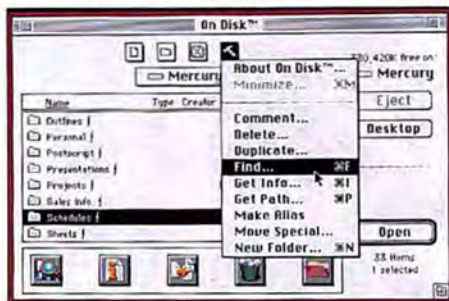 On Disk™
330,420K free on:
Mercury
Mercury
Name Type Creator
Outlines ƒ
Personal ƒ
Postscript ƒ
Presentations ƒ
Projects ƒ
Sales Info. ƒ
Schedules ƒ
Sheets ƒ
About On Disk™...
Minimize... ⌘M
Comment...
Delete...
Duplicate...
Find... ⌘F
Get Info... ⌘I
Get Path... ⌘P
Make Alias
Move Special...
New Folder... ⌘N
Eject
Desktop
Open
33 items
1 selected